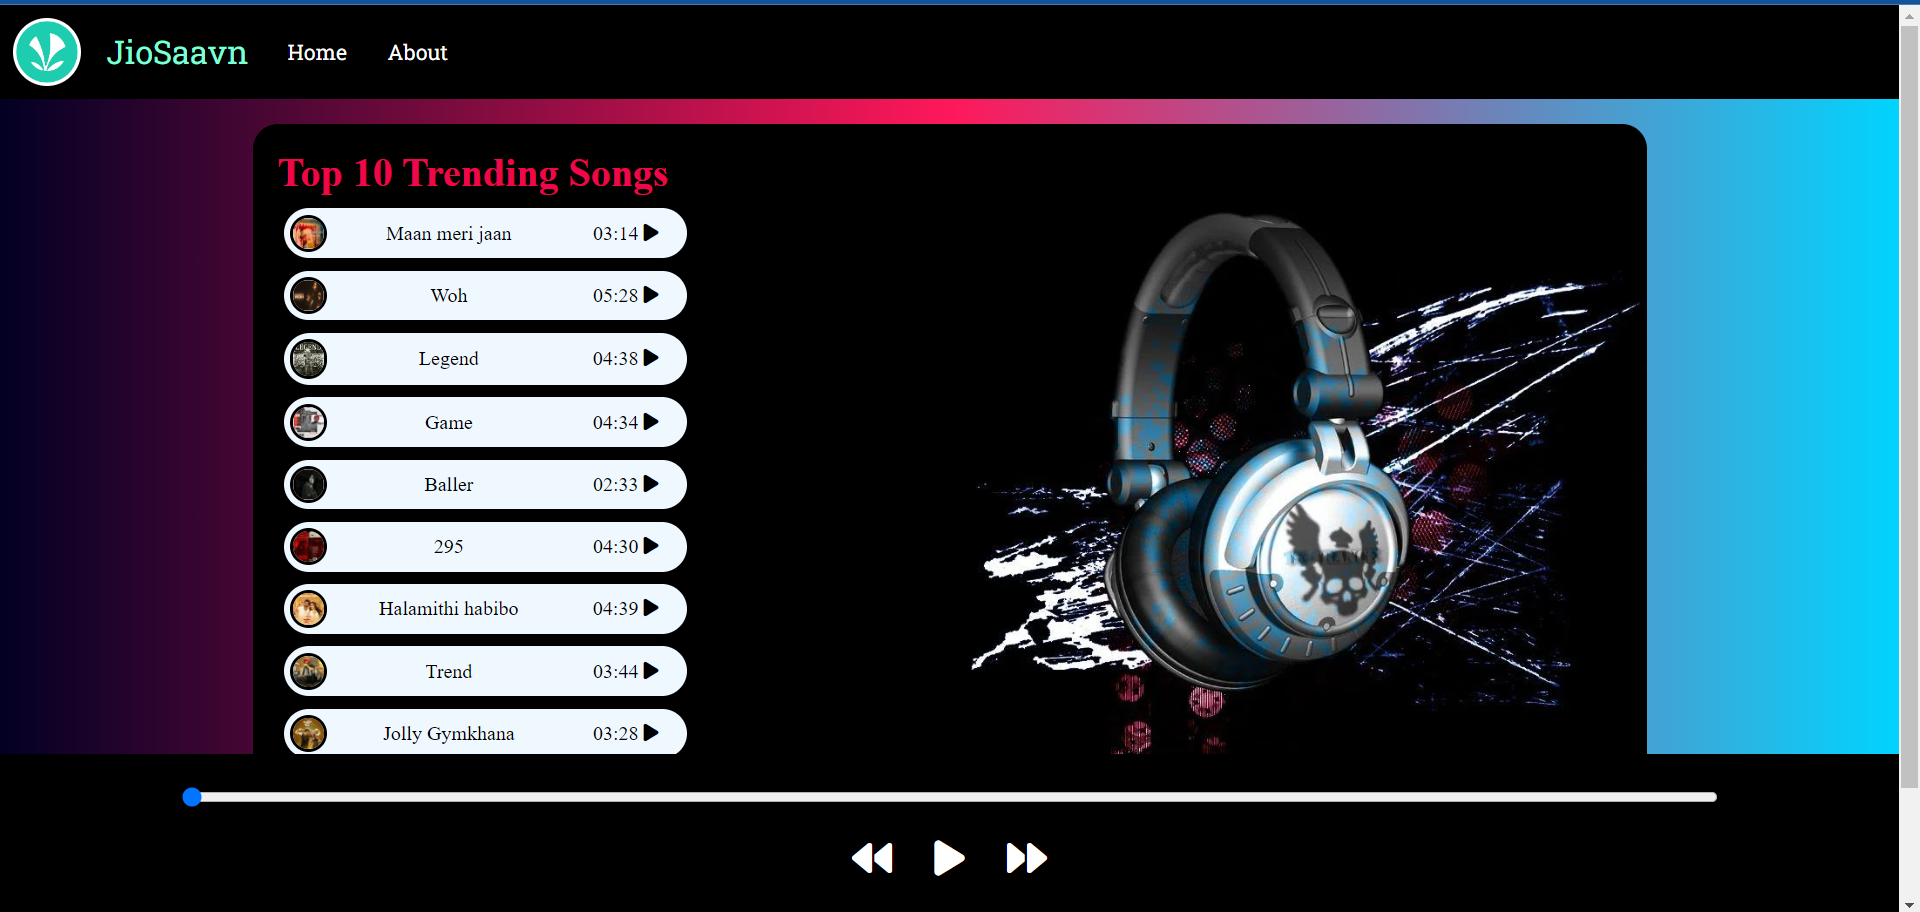 JioSaavn Home About
Top 10 Trending Songs
Maan meri jaan 03:14
Woh 05:28
LEGEND
Legend 04:38
Game 04:34
Baller 02:33
295 04:30
Halamithi habibo 04:39
Trend 03:44
Jolly Gymkhana 03:28